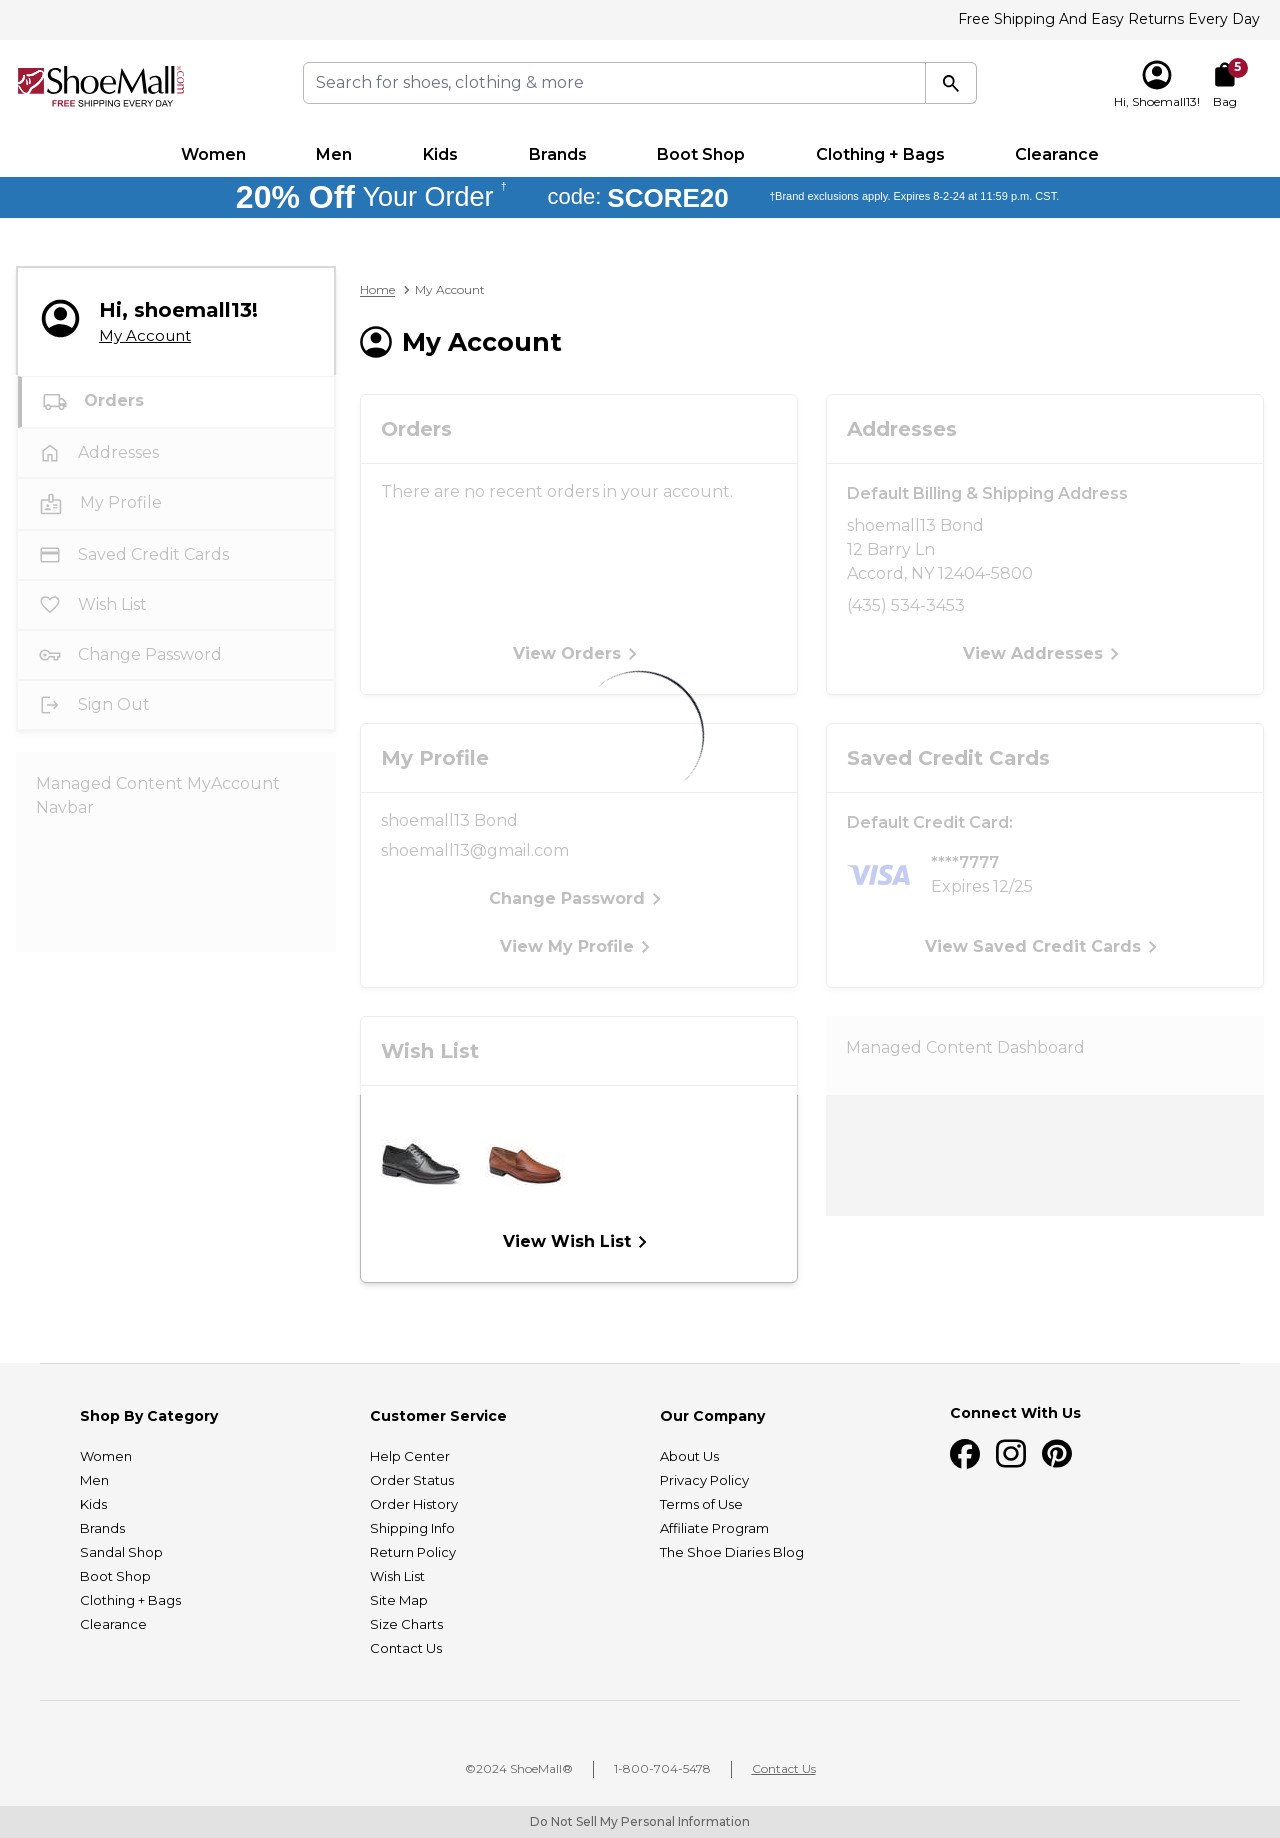 Free Shipping And Easy Returns Every Day
ShoeMall®.com
FREE SHIPPING EVERY DAY
Search for shoes, clothing & more
5
Hi, Shoemall13! Bag
Women Men Kids Brands Boot Shop Clothing + Bags Clearance
20% Off Your Order † code: SCORE20 †Brand exclusions apply. Expires 8-2-24 at 11:59 p.m. CST.
Hi, shoemall13!
My Account
Orders
Addresses
My Profile
Saved Credit Cards
Wish List
Change Password
Sign Out
Managed Content MyAccount
Navbar
Home My Account
My Account
Orders
There are no recent orders in your account.
View Orders
Addresses
Default Billing & Shipping Address
shoemall13 Bond
12 Barry Ln
Accord, NY 12404-5800
(435) 534-3453
View Addresses
My Profile
shoemall13 Bond
shoemall13@gmail.com
Change Password
View My Profile
Saved Credit Cards
Default Credit Card:
VISA
****7777
Expires 12/25
View Saved Credit Cards
Wish List
View Wish List
Managed Content Dashboard
Shop By Category
Women
Men
Kids
Brands
Sandal Shop
Boot Shop
Clothing + Bags
Clearance
Customer Service
Help Center
Order Status
Order History
Shipping Info
Return Policy
Wish List
Site Map
Size Charts
Contact Us
Our Company
About Us
Privacy Policy
Terms of Use
Affiliate Program
The Shoe Diaries Blog
Connect With Us
©2024 ShoeMall® 1-800-704-5478 Contact Us
Do Not Sell My Personal Information